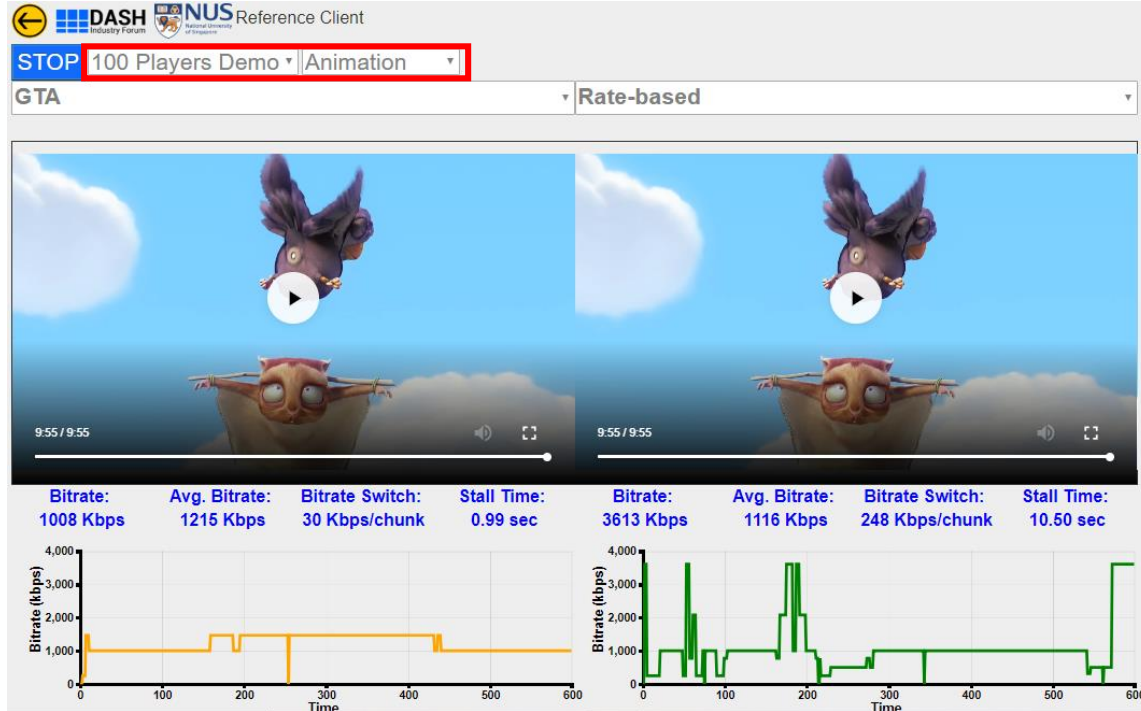 DASH Industry Forum NUS National University of Singapore Reference Client
STOP 100 Players Demo Animation
GTA Rate-based
9:55 / 9:55 9:55 / 9:55
Bitrate: Avg. Bitrate: Bitrate Switch: Stall Time: Bitrate: Avg. Bitrate: Bitrate Switch: Stall Time:
1008 Kbps 1215 Kbps 30 Kbps/chunk 0.99 sec 3613 Kbps 1116 Kbps 248 Kbps/chunk 10.50 sec
Bitrate (kbps)
4,000
3,000
2,000
1,000
0
0 100 200 300 400 500 600
Time
Bitrate (kbps)
4,000
3,000
2,000
1,000
0
0 100 200 300 400 500 600
Time